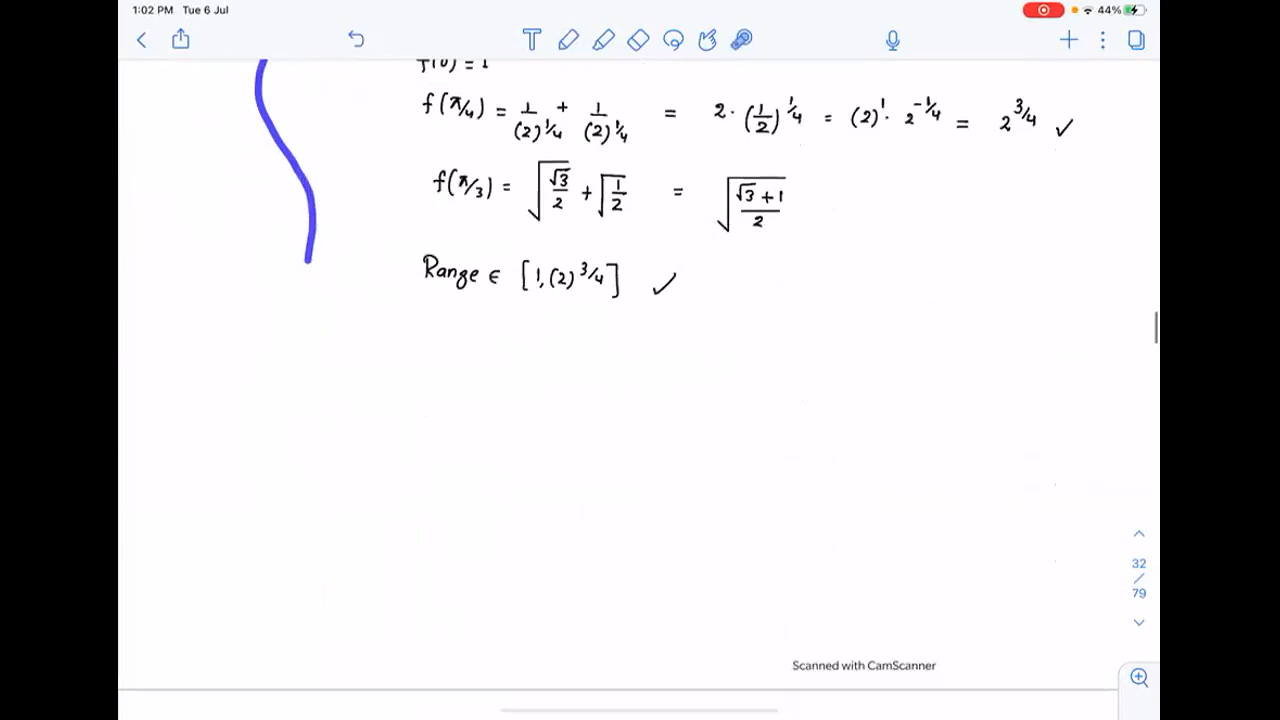 1:02 PM Tue 6 Jul 44%
f(0) = 1
f(π/4) = 1/(2)^1/4 + 1/(2)^1/4 = 2·(1/2)^1/4 = (2)^1 · 2^-1/4 = 2^3/4 ✓
f(π/3) = √(√3/2) + √(1/2) = √((√3+1)/2)
Range ∈ [1,(2)^3/4] ✓
32
/
79
Scanned with CamScanner